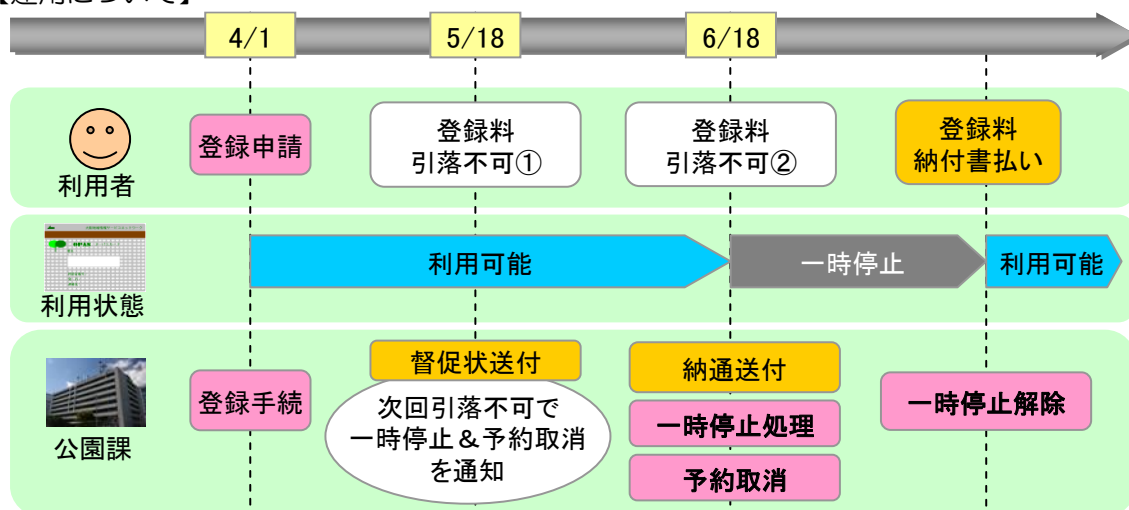 【運用について】
4/1
5/18
6/18
利用者
登録申請
登録料
引落不可①
登録料
引落不可②
登録料
納付書払い
利用状態
利用可能
一時停止
利用可能
公園課
登録手続
督促状送付
次回引落不可で
一時停止＆予約取消
を通知
納通送付
一時停止処理
予約取消
一時停止解除